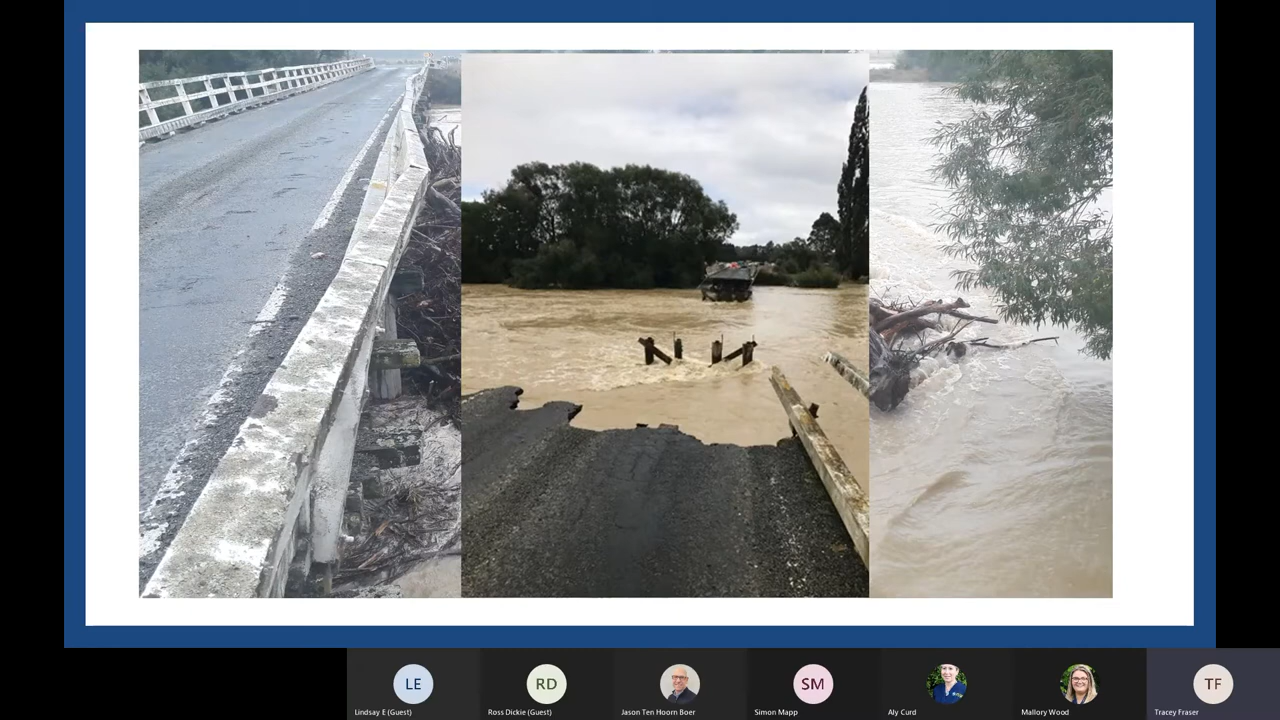 LE
RD
SM
TF
Lindsay E (Guest)
Ross Dickie (Guest)
Jason Ten Hoorn Boer
Simon Mapp
Aly Curd
Mallory Wood
Tracey Fraser